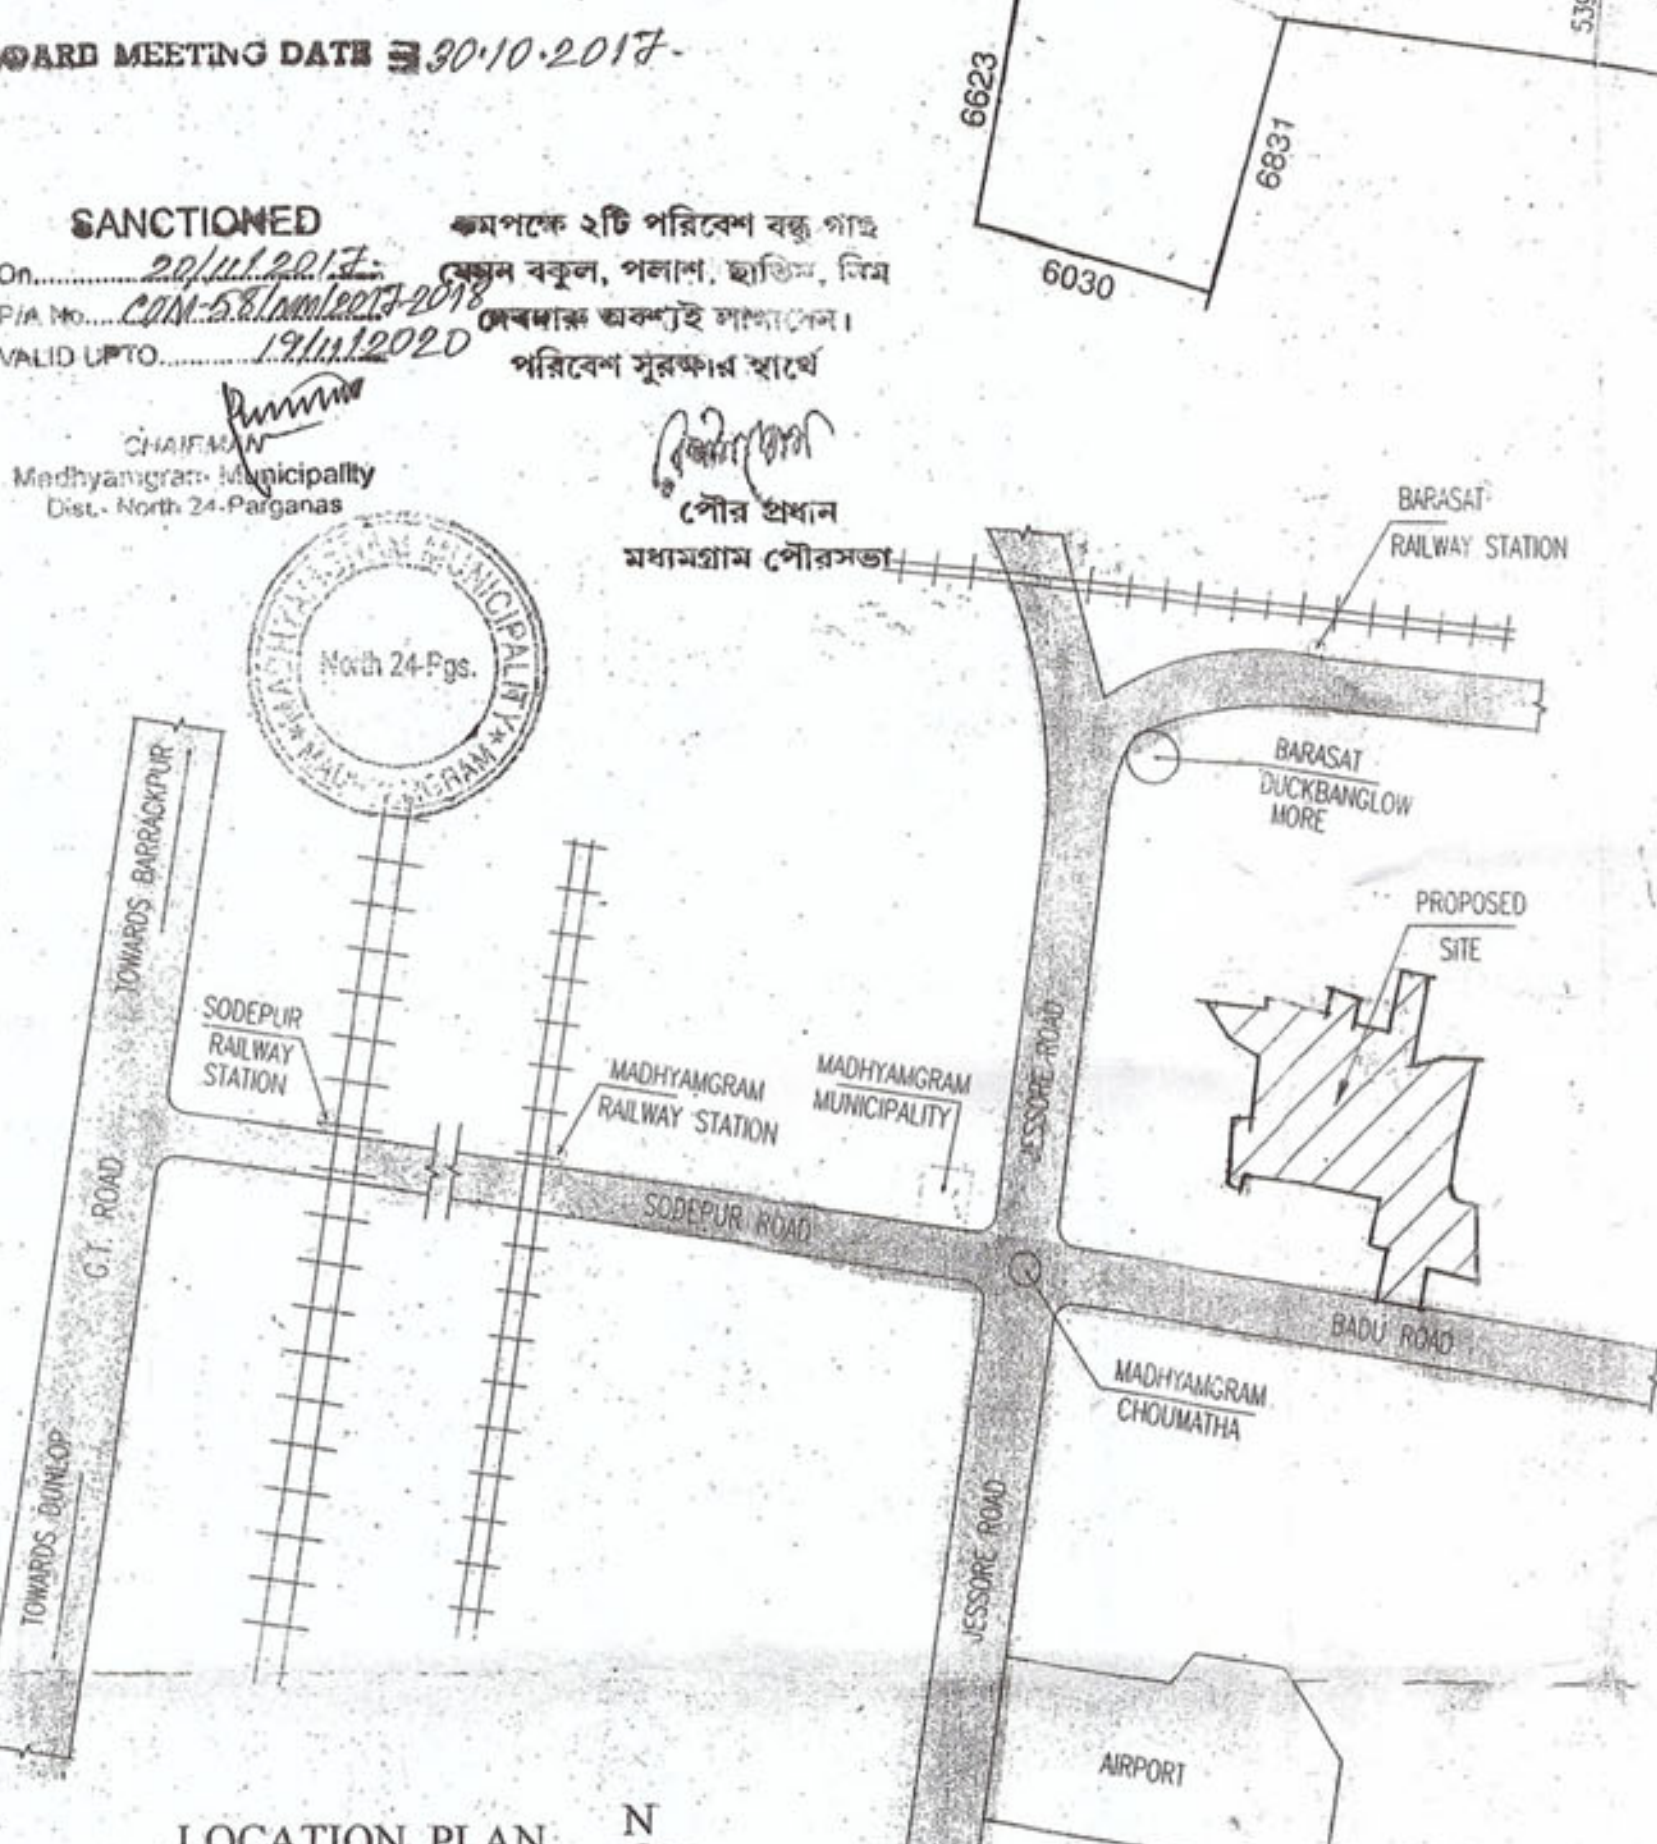 OARD MEETING DATE 30.10.2017.
539
6623
6831
6030
SANCTIONED
On.............. 20/11/2017.
P/A No.... COM-58/MM/2017-2018
VALID UPTO............ 19/11/2020
CHAIRMAN
Madhyamgram Municipality
Dist.- North 24-Parganas
কমপক্ষে ২টি পরিবেশ বন্ধু গাছ
যেমন বকুল, পলাশ, ছাতিম, নিম
দেবদারু অবশ্যই লাগাবেন।
পরিবেশ সুরক্ষার স্বার্থে
পৌর প্রধান
মধ্যমগ্রাম পৌরসভা
MADHYAMGRAM MUNICIPALITY
North 24-Pgs.
BARASAT
RAILWAY STATION
BARASAT
DUCKBANGLOW
MORE
TOWARDS BARRACKPUR
G.T. ROAD
TOWARDS DUNLOP
SODEPUR
RAILWAY
STATION
MADHYAMGRAM
RAILWAY STATION
MADHYAMGRAM
MUNICIPALITY
JESSORE ROAD
PROPOSED
SITE
SODEPUR ROAD
BADU ROAD
MADHYAMGRAM
CHOUMATHA
JESSORE ROAD
AIRPORT
LOCATION PLAN
N